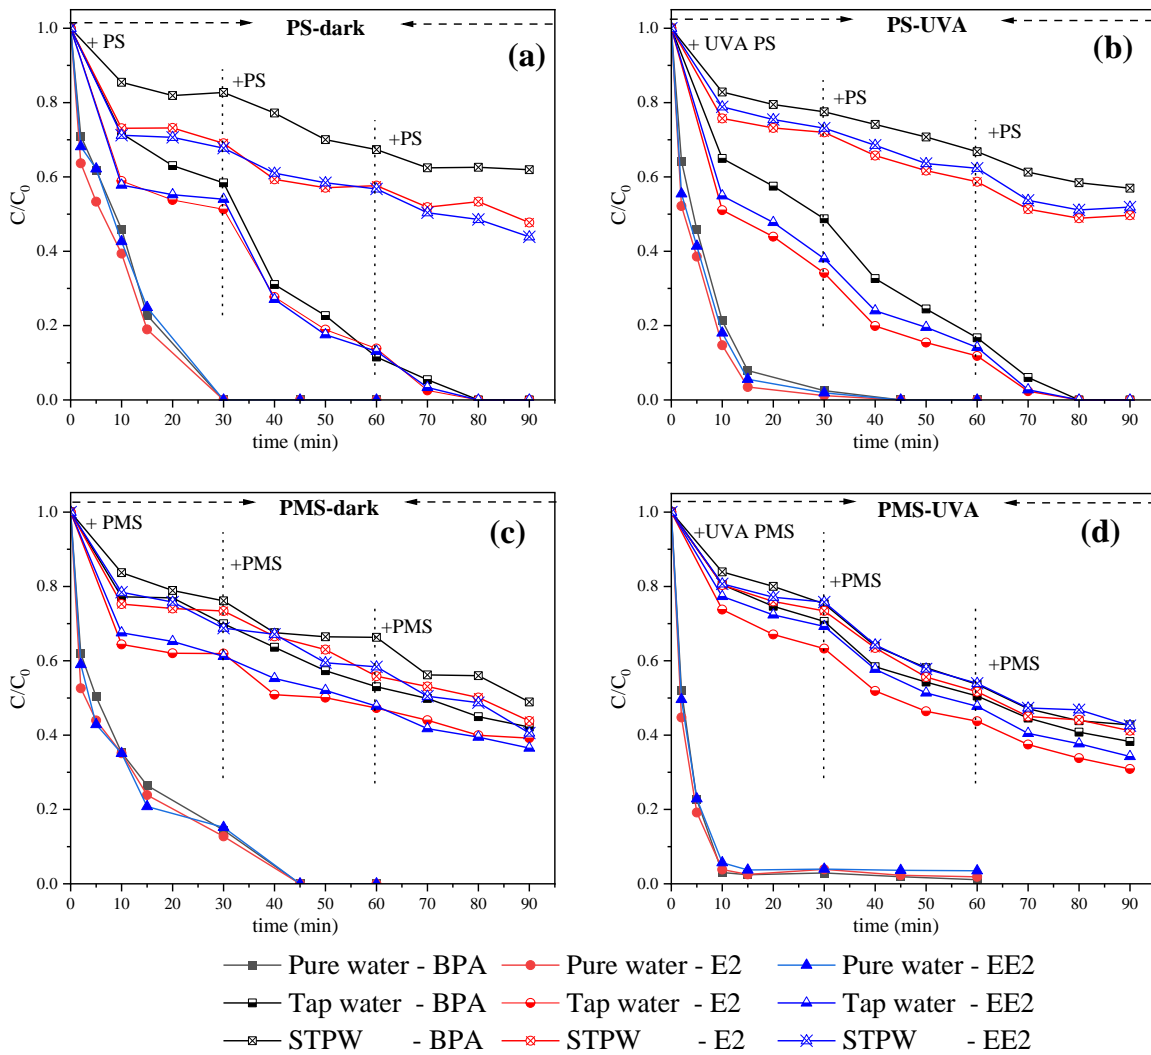 PS-dark
(a)
+ PS
+PS
+PS
C/C0
1.0
0.8
0.6
0.4
0.2
0.0
0 10 20 30 40 50 60 70 80 90
time (min)
PS-UVA
(b)
+ UVA PS
+PS
+PS
C/C0
1.0
0.8
0.6
0.4
0.2
0.0
0 10 20 30 40 50 60 70 80 90
time (min)
PMS-dark
(c)
+ PMS
+PMS
+PMS
C/C0
1.0
0.8
0.6
0.4
0.2
0.0
0 10 20 30 40 50 60 70 80 90
time (min)
PMS-UVA
(d)
+UVA PMS
+PMS
+PMS
C/C0
1.0
0.8
0.6
0.4
0.2
0.0
0 10 20 30 40 50 60 70 80 90
time (min)
Pure water - BPA Pure water - E2 Pure water - EE2
Tap water - BPA Tap water - E2 Tap water - EE2
STPW - BPA STPW - E2 STPW - EE2